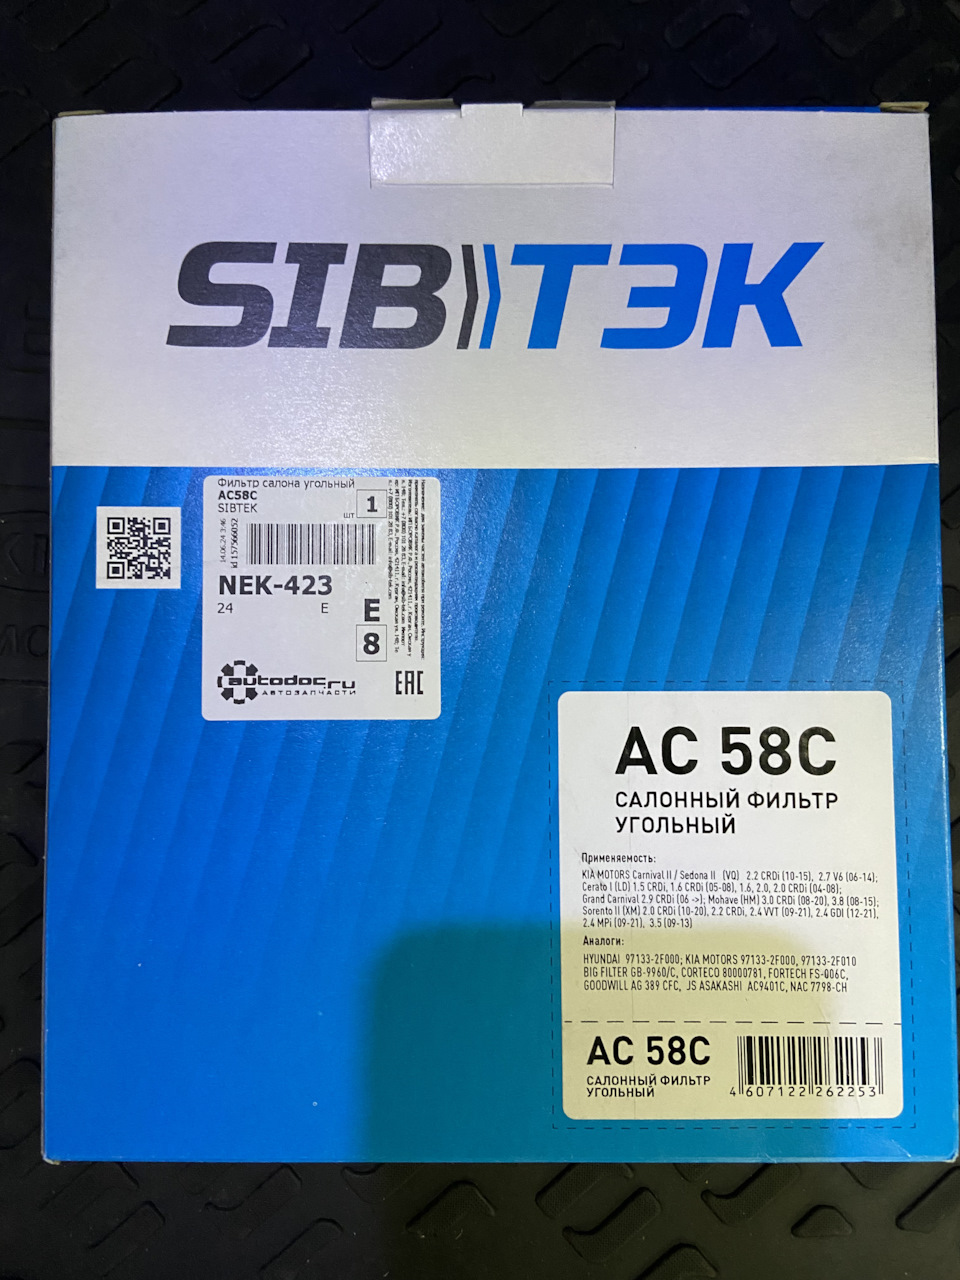 SIBТЭК
Фильтр салона угольный
AC58C
SIBTEK
шт 1
NEK-423
24 E E
8
autodoc.ru
АВТОЗАПЧАСТИ
EAC
AC 58C
САЛОННЫЙ ФИЛЬТР
УГОЛЬНЫЙ
Применяемость:
KIA MOTORS Carnival II / Sedona II (VQ) 2.2 CRDi (10-15), 2.7 V6 (06-14);
Cerato I (LD) 1.5 CRDi, 1.6 CRDi (05-08), 1.6, 2.0, 2.0 CRDi (04-08);
Grand Carnival 2.9 CRDi (06 ->); Mohave (HM) 3.0 CRDi (08-20), 3.8 (08-15);
Sorento II (XM) 2.0 CRDi (10-20), 2.2 CRDi, 2.4 VVT (09-21), 2.4 GDI (12-21),
2.4 MPi (09-21), 3.5 (09-13)
Аналоги:
HYUNDAI 97133-2F000; KIA MOTORS 97133-2F000, 97133-2F010
BIG FILTER GB-9960/C, CORTECO 80000781, FORTECH FS-006C,
GOODWILL AG 389 CFC, JS ASAKASHI AC9401C, NAC 7798-CH
AC 58C
САЛОННЫЙ ФИЛЬТР
УГОЛЬНЫЙ
4 607122 262253